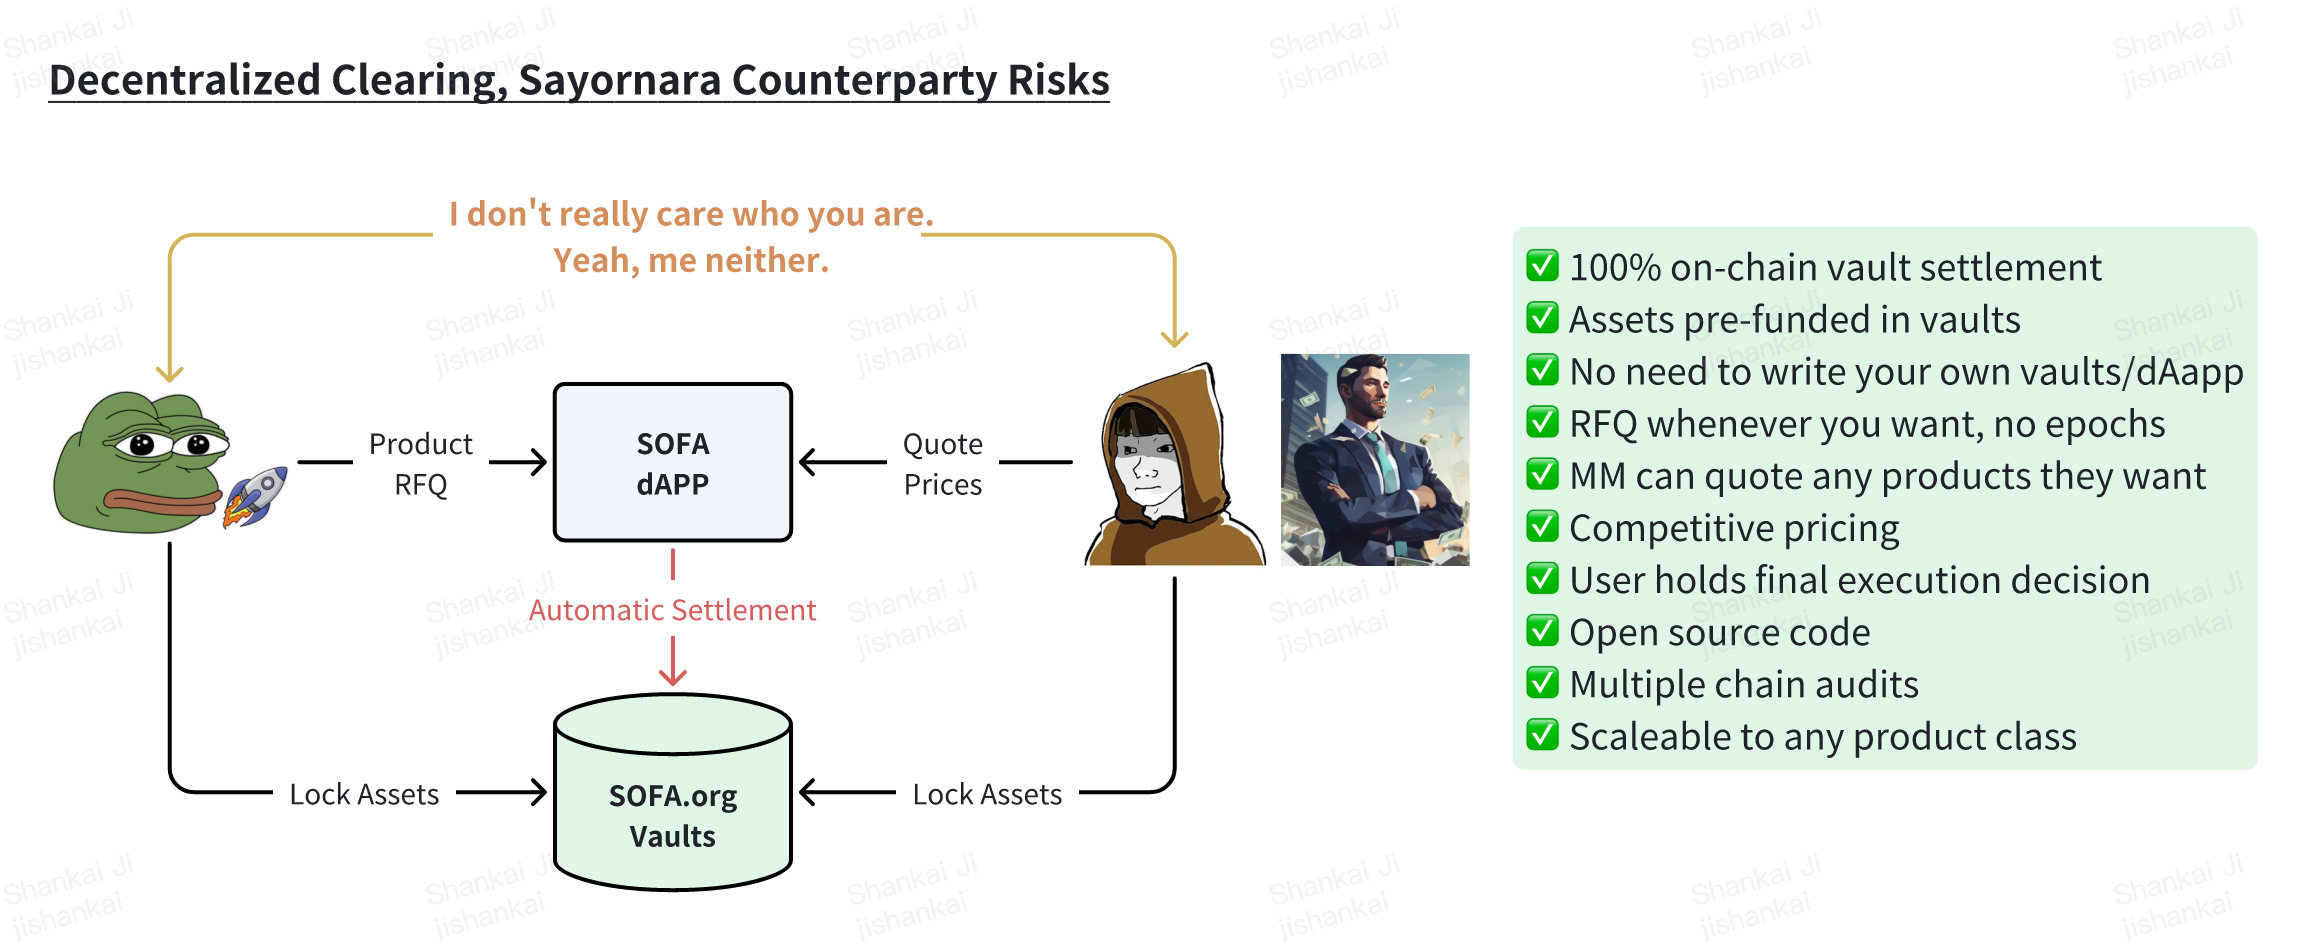 Decentralized Clearing, Sayornara Counterparty Risks
I don't really care who you are.
Yeah, me neither.
Product
RFQ
SOFA
dAPP
Quote
Prices
Automatic Settlement
Lock Assets
SOFA.org
Vaults
Lock Assets
✅ 100% on-chain vault settlement
✅ Assets pre-funded in vaults
✅ No need to write your own vaults/dAapp
✅ RFQ whenever you want, no epochs
✅ MM can quote any products they want
✅ Competitive pricing
✅ User holds final execution decision
✅ Open source code
✅ Multiple chain audits
✅ Scaleable to any product class
Shankai Ji
jishankai